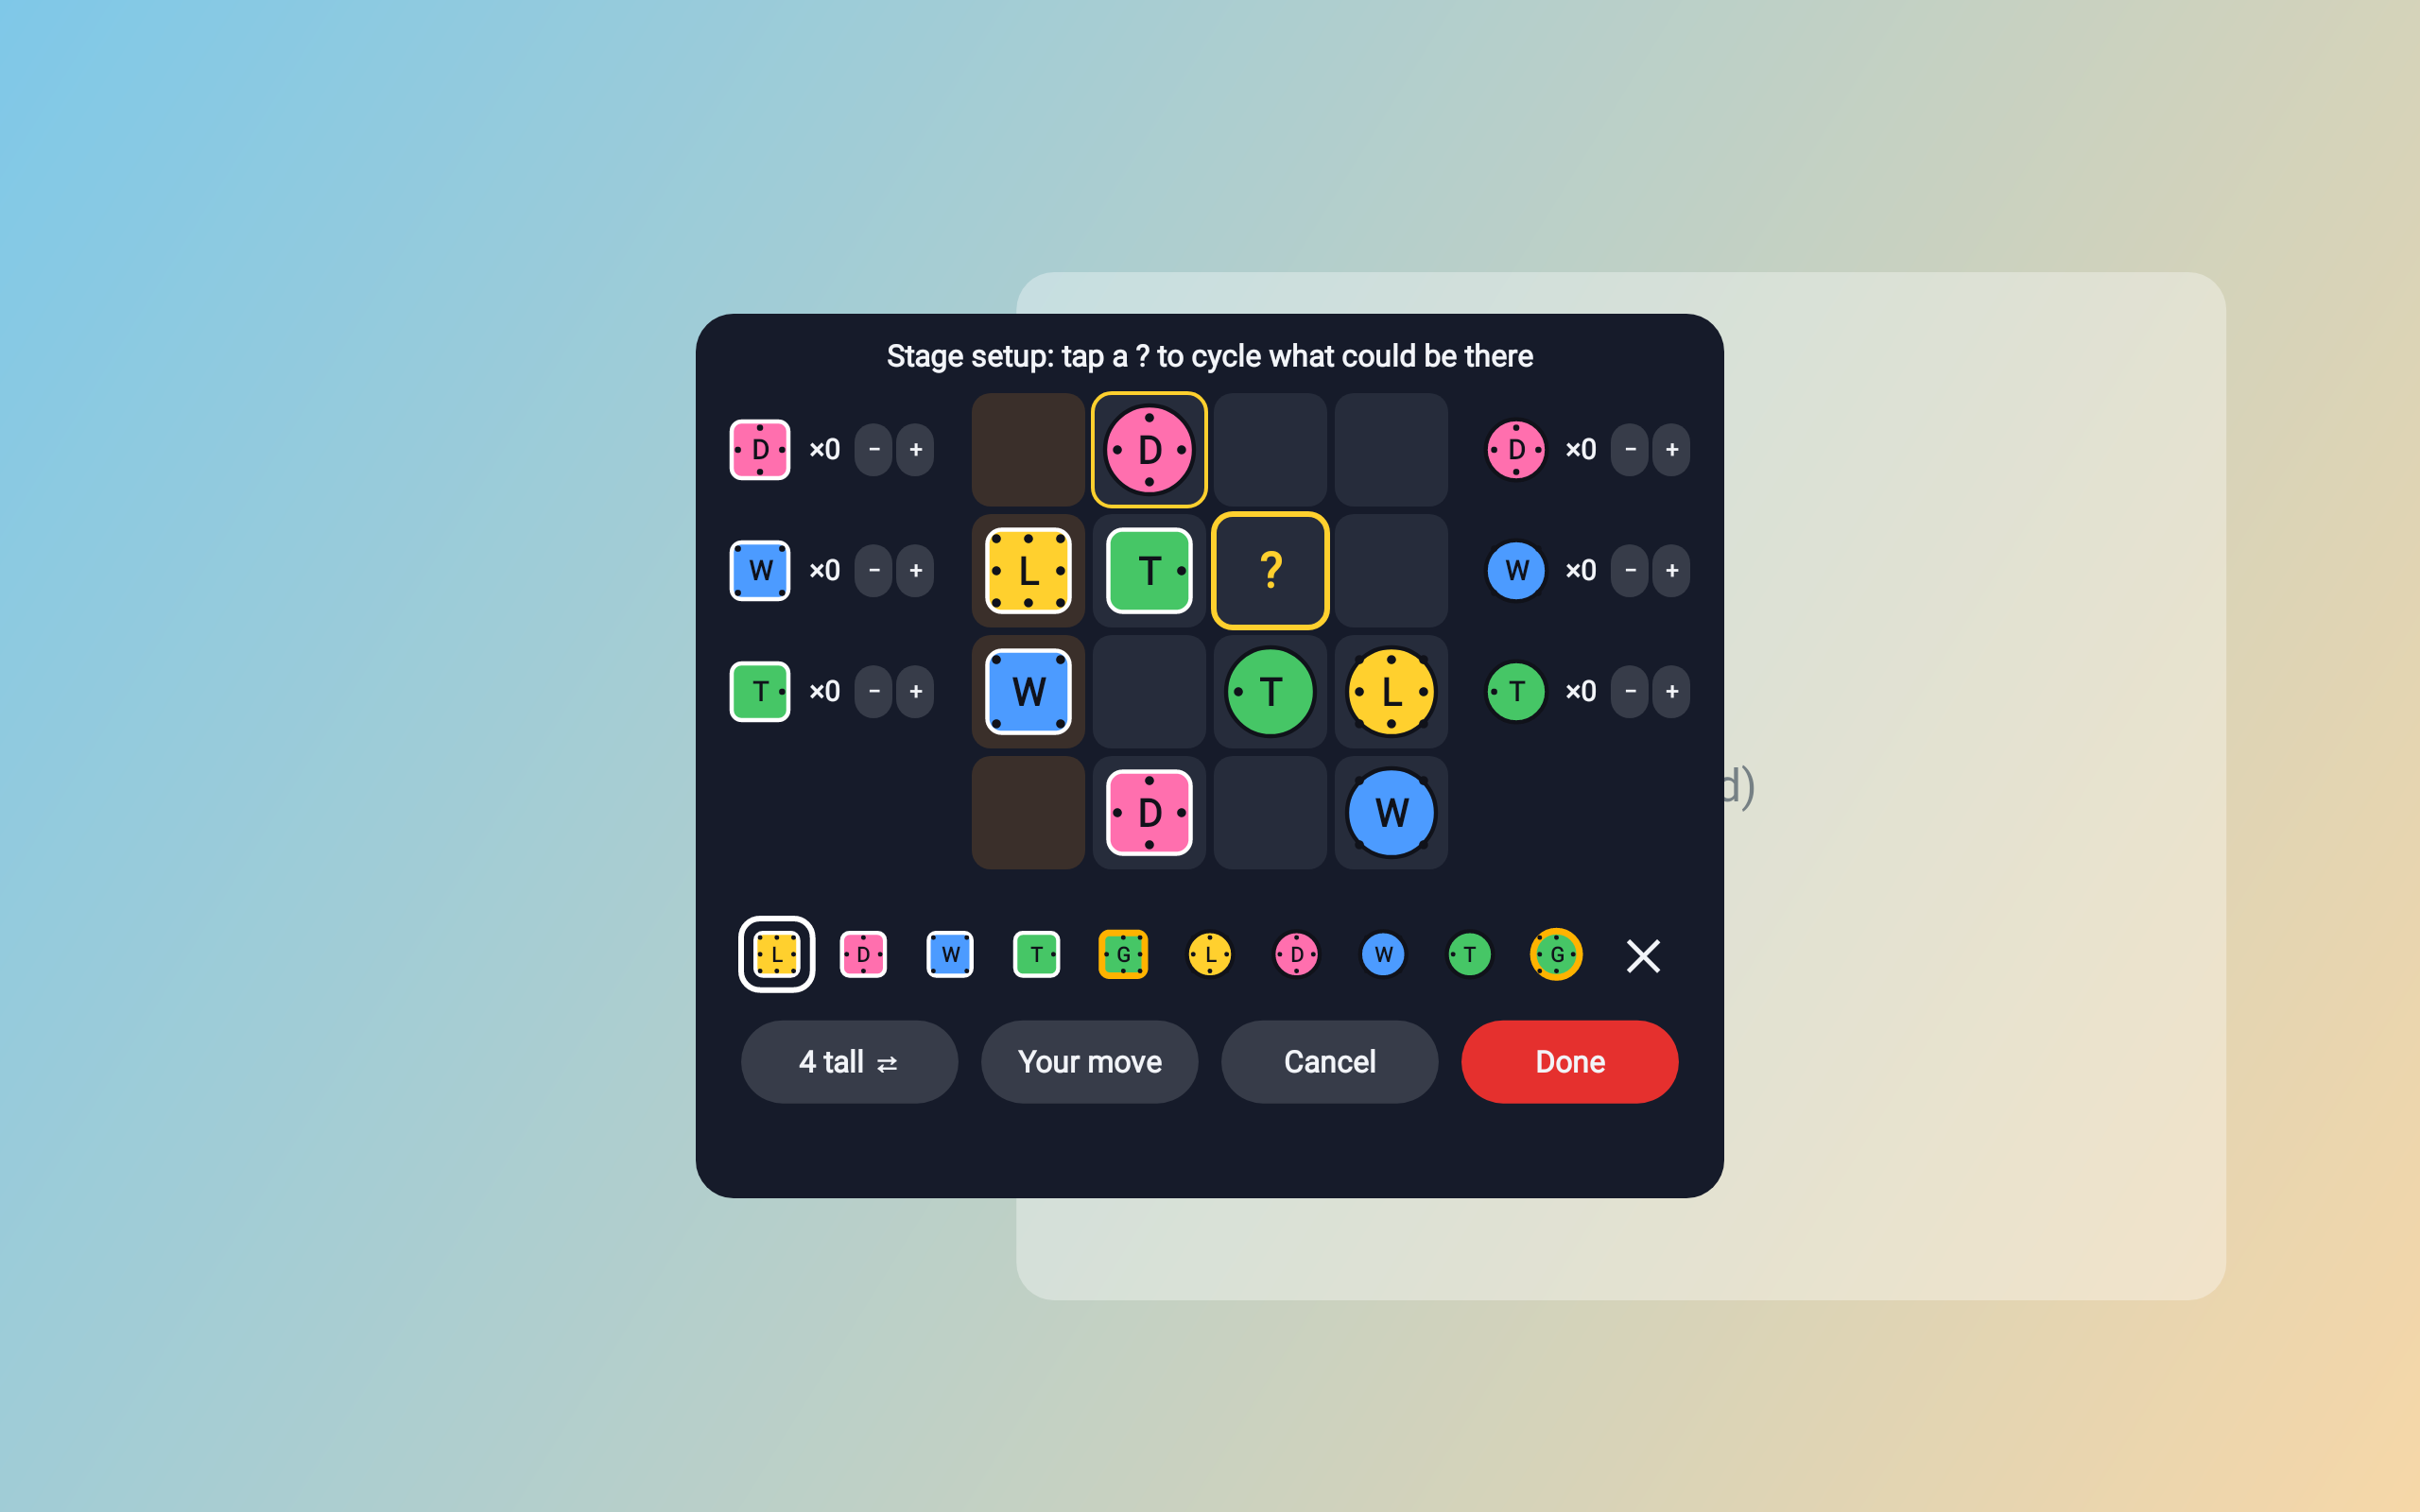 Stage setup: tap a ? to cycle what could be there
D ×0 − + D D ×0 − +
W ×0 − + L T ? W ×0 − +
T ×0 − + W T L T ×0 − +
D W
d)
L D W T G L D W T G
4 tall ⇄ Your move Cancel Done